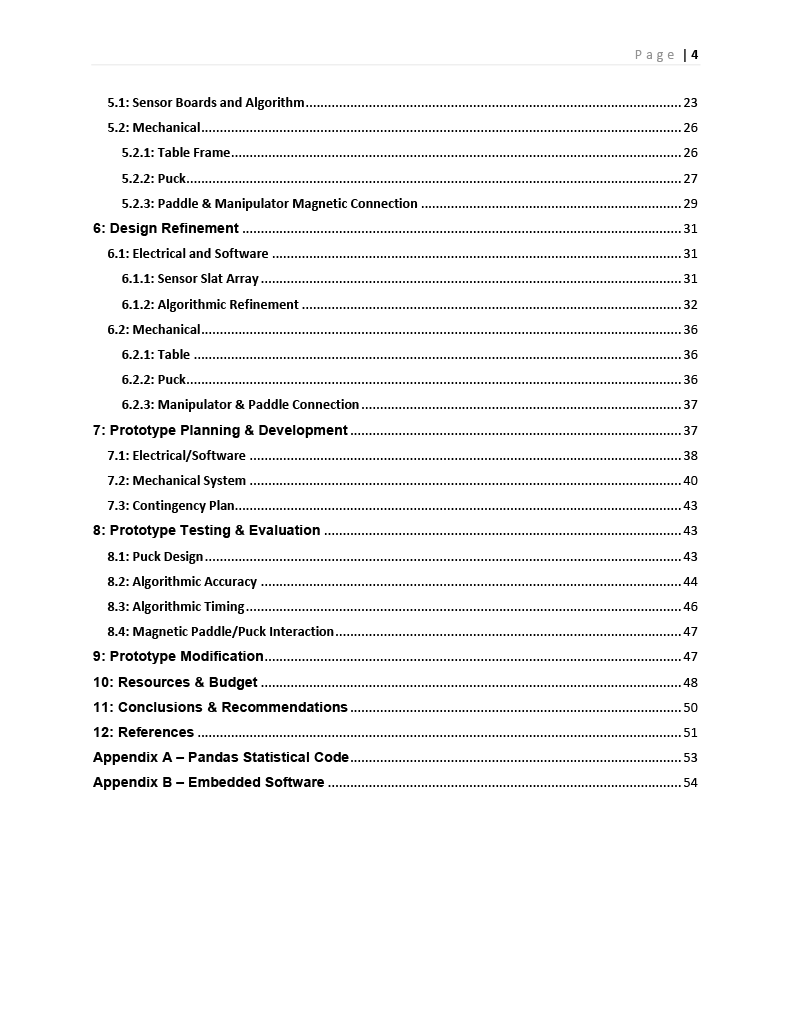 Page | 4
5.1: Sensor Boards and Algorithm........................................................................................................23
5.2: Mechanical....................................................................................................................................26
5.2.1: Table Frame..........................................................................................................................26
5.2.2: Puck......................................................................................................................................27
5.2.3: Paddle & Manipulator Magnetic Connection ......................................................................29
6: Design Refinement .........................................................................................................................31
6.1: Electrical and Software .................................................................................................................31
6.1.1: Sensor Slat Array..................................................................................................................31
6.1.2: Algorithmic Refinement .......................................................................................................32
6.2: Mechanical....................................................................................................................................36
6.2.1: Table ....................................................................................................................................36
6.2.2: Puck......................................................................................................................................36
6.2.3: Manipulator & Paddle Connection.......................................................................................37
7: Prototype Planning & Development...............................................................................................37
7.1: Electrical/Software .......................................................................................................................38
7.2: Mechanical System .......................................................................................................................40
7.3: Contingency Plan...........................................................................................................................43
8: Prototype Testing & Evaluation ......................................................................................................43
8.1: Puck Design...................................................................................................................................43
8.2: Algorithmic Accuracy ....................................................................................................................44
8.3: Algorithmic Timing........................................................................................................................46
8.4: Magnetic Paddle/Puck Interaction................................................................................................47
9: Prototype Modification...................................................................................................................47
10: Resources & Budget .....................................................................................................................48
11: Conclusions & Recommendations................................................................................................50
12: References ...................................................................................................................................51
Appendix A – Pandas Statistical Code................................................................................................53
Appendix B – Embedded Software .....................................................................................................54